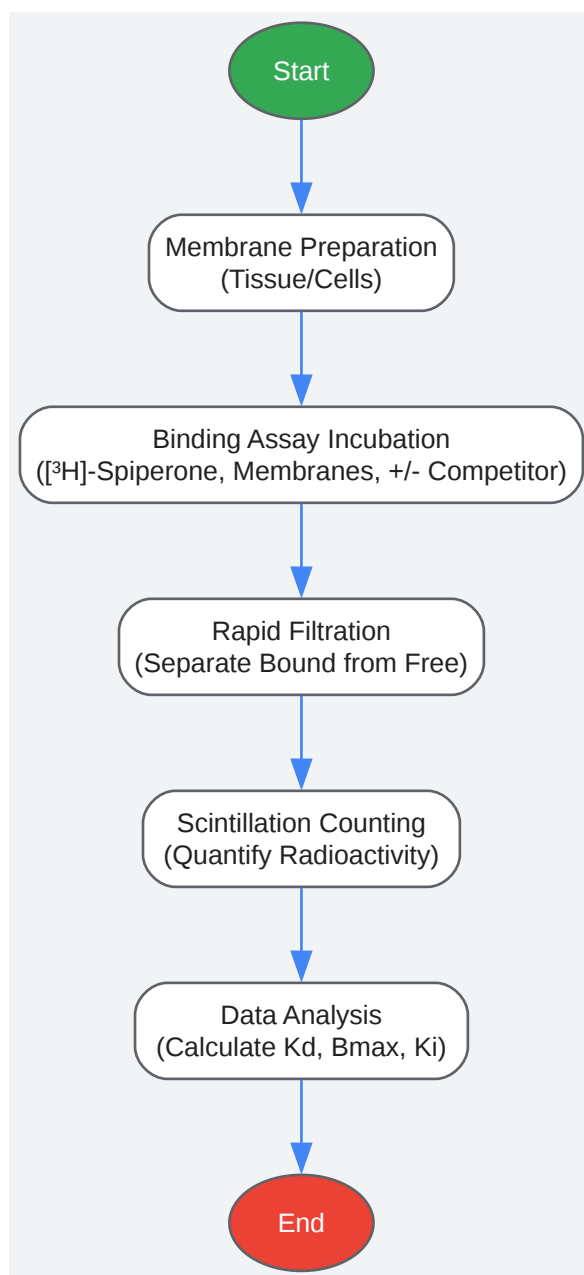 Start
Membrane Preparation
(Tissue/Cells)
Binding Assay Incubation
([³H]-Spiperone, Membranes, +/- Competitor)
Rapid Filtration
(Separate Bound from Free)
Scintillation Counting
(Quantify Radioactivity)
Data Analysis
(Calculate Kd, Bmax, Ki)
End